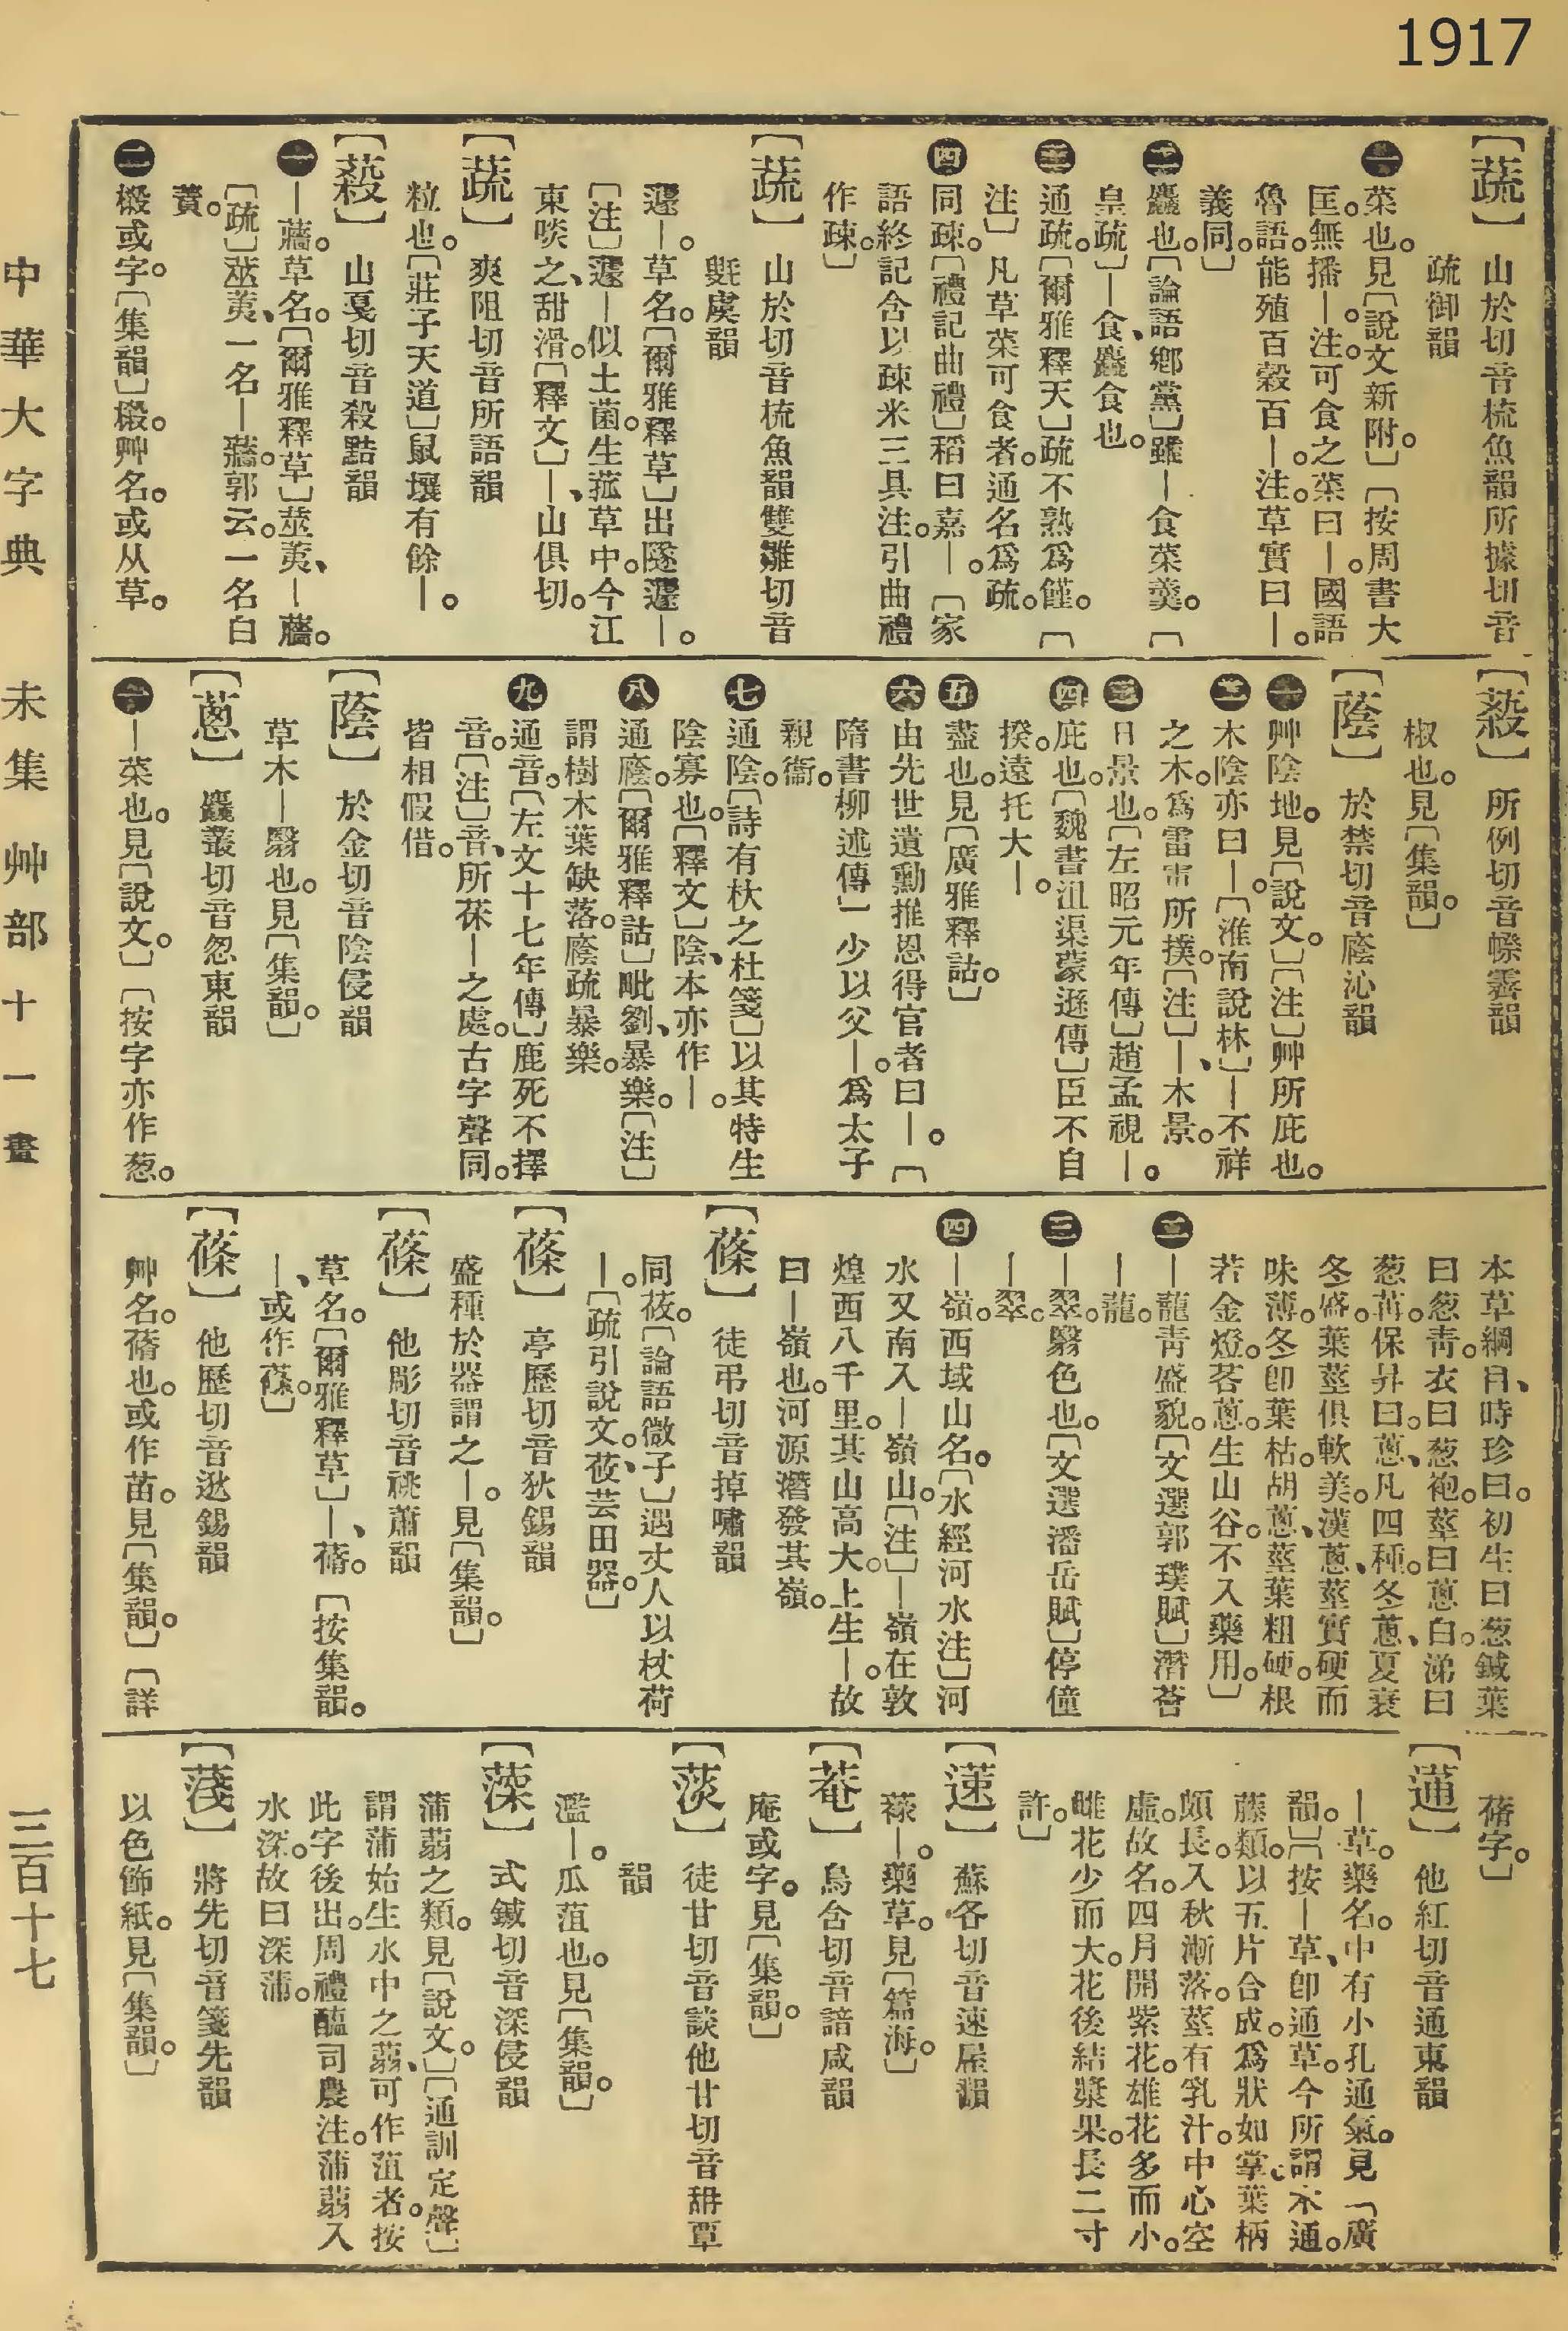 1917
中華大字典 未集 艸部 十一畫
三百十七
【蔬】 山於切音梳魚韻所據切音
疏御韻
㊀菜也。見〔說文新附。〕〔按周書大
匡。無播｜。注。可食之菜曰｜。國語
魯語。能殖百穀百｜。注。草實曰｜。
義同。〕
㊁麤也。〔論語鄉黨〕雖｜食菜羹。〔
皇疏〕｜食、麤食也。
㊂通疏。〔爾雅釋天〕疏不熟爲饉。〔
注〕凡草菜可食者。通名爲疏。
㊃同疎。〔禮記曲禮〕稻曰嘉｜。〔家
語終記含以疎米三具注。引曲禮
作疎。〕
【蔬】 山於切音梳魚韻雙雛切音
毹虞韻
蘧｜。草名。〔爾雅釋草〕出隧蘧｜。
〔注〕蘧｜似土菌。生菰草中。今江
東啖之、甜滑。〔釋文〕｜、山俱切。
【蔬】 爽阻切音所語韻
粒也。〔莊子天道〕鼠壤有餘｜。
【蔱】 山戛切音殺黠韻
㊀｜蘠。草名。〔爾雅釋草〕莁荑、｜蘠。
〔疏〕莁荑、一名｜蘠。郭云。一名白
蕢。
㊁樧或字。〔集韻〕樧。艸名。或从草。
【蔱】 所例切音幓霽韻
椒也。見〔集韻。〕
【蔭】 於禁切音廕沁韻
㊀艸陰地。見〔說文。〕〔注〕艸所庇也。
㊁木陰亦曰｜。〔淮南說林〕｜不祥
之木。爲雷電所撲。〔注〕｜、木景。
㊂日景也。〔左昭元年傳〕趙孟視｜。
㊃庇也。〔魏書沮渠蒙遜傳〕臣不自
揆。遠托大｜。
㊄盡也。見〔廣雅釋詁。〕
㊅由先世遺勳推恩得官者曰｜。〔
隋書柳述傳〕少以父｜。爲太子
親衞。
㊆通陰。〔詩有杕之杜箋〕以其特生
陰寡也。〔釋文〕陰、本亦作｜。
㊇通廕。〔爾雅釋詁〕毗劉、暴樂。〔注〕
謂樹木葉缺落。廕疏暴樂。
㊈通音。〔左文十七年傳〕鹿死不擇
音。〔注〕音、所茠｜之處。古字聲同。
皆相假借。
【蔭】 於金切音陰侵韻
草木｜翳也。見〔集韻。〕
【蔥】 麤叢切音忽東韻
㊀｜菜也。見〔說文。〕〔按字亦作葱。
本草綱目、時珍曰。初生曰葱鍼葉
曰葱靑。衣曰葱袍。莖曰蔥白。涕曰
葱苒。保昇曰。蔥、凡四種。冬蔥、夏衰
冬盛。葉莖俱軟美。漢蔥、莖實硬而
味薄。冬卽葉枯。胡蔥、莖葉粗硬。根
若金燈。茖蔥。生山谷。不入藥用。〕
㊁｜蘢靑盛貌。〔文選郭璞賦〕潛薈
｜蘢。
㊂｜翠。翳色也。〔文選潘岳賦〕停僮
｜翠。
㊃｜嶺。西域山名。〔水經河水注〕河
水又南入｜嶺山。〔注〕｜嶺在敦
煌西八千里。其山高大。上生｜。故
曰｜嶺也。河源潛發其嶺。
【蓧】 徒弔切音掉嘯韻
同莜。〔論語微子〕遇丈人以杖荷
｜。〔疏引說文。莜、芸田器。〕
【蓧】 亭歷切音狄錫韻
盛種於器謂之｜。見〔集韻。〕
【蓧】 他彫切音祧蕭韻
草名。〔爾雅釋草〕｜、蓨。〔按集韻。
｜、或作蓚。〕
【蓧】 他歷切音逖錫韻
艸名。蓨也。或作苗。見〔集韻。〕〔詳
蓨字。〕
【蓪】 他紅切音通東韻
｜草。藥名。中有小孔通氣。見〔廣
韻。〕〔按｜草、卽通草。今所謂木通。
藤類。以五片合成。爲狀如掌、葉柄
頗長。入秋漸落。莖有乳汁。中心空
虛。故名。四月開紫花。雄花多而小。
雌花少而大。花後結漿果。長二寸
許。〕
【蔌】 蘇各切音速屋韻
蓛｜。藥草。見〔篇海。〕
【菴】 烏含切音諳咸韻
庵或字。見〔集韻。〕
【菼】 徒甘切音談他甘切音聃覃
韻
濫｜。瓜菹也。見〔集韻。〕
【蒤】 式鍼切音深侵韻
蒲蒻之類。見〔說文。〕〔通訓定聲〕
謂蒲始生水中之蒻、可作菹者。按
此字後出。周禮醢司農注。蒲蒻入
水深。故曰深蒲。
【蔆】 將先切音箋先韻
以色飾紙。見〔集韻。〕